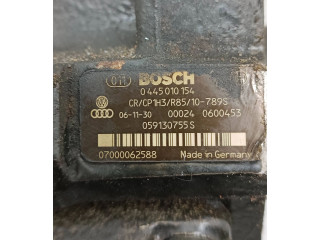 BOSCH
0 445 010 154
CR/CP1H3/R85/10-789S
06-11-30 00024 0600453
059130755S
07000062588 Made in Germany